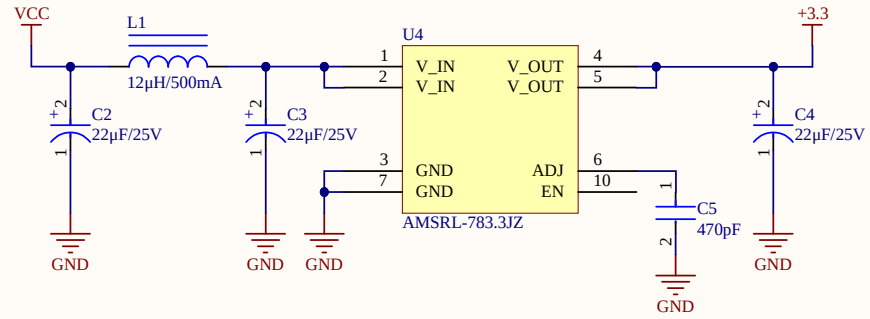 VCC
L1
12µH/500mA
+ 2
C2
22µF/25V
1
GND
+ 2
C3
22µF/25V
1
GND
GND
U4
1 V_IN
2 V_IN
3 GND
7 GND
V_OUT 4
V_OUT 5
ADJ 6
EN 10
AMSRL-783.3JZ
1
C5
470pF
2
GND
+3.3
+ 2
C4
22µF/25V
1
GND